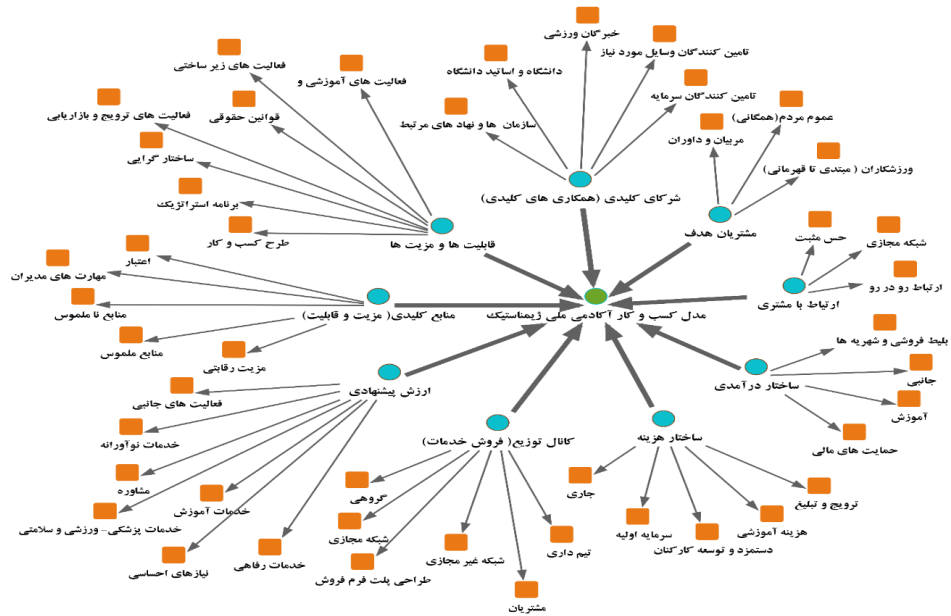 خبرگان ورزشی
تامین کنندگان وسایل مورد نیاز
دانشگاه و اساتید دانشگاه
تامین کنندگان سرمایه
سازمان ها و نهاد های مرتبط
شرکای کلیدی (همکاری های کلیدی)
عموم مردم(همگانی)
مربیان و داوران
ورزشکاران ( مبتدی تا قهرمانی)
مشتریان هدف
حس مثبت
شبکه مجازی
ارتباط رو در رو
ارتباط با مشتری
بلیط فروشی و شهریه ها
جانبی
آموزش
حمایت های مالی
ساختار درآمدی
فعالیت های زیر ساختی
فعالیت های آموزشی و
قوانین حقوقی
فعالیت های ترویج و بازاریابی
ساختار گرایی
برنامه استراتژیک
طرح کسب و کار
قابلیت ها و مزیت ها
اعتبار
مهارت های مدیران
منابع نا ملموس
منابع ملموس
مزیت رقابتی
منابع کلیدی( مزیت و قابلیت)
مدل کسب و کار آکادمی ملی ژیمناستیک
ارزش پیشنهادی
فعالیت های جانبی
خدمات نوآورانه
مشاوره
خدمات آموزش
خدمات پزشکی- ورزشی و سلامتی
نیازهای احساسی
خدمات رفاهی
کانال توزیع( فروش خدمات)
گروهی
شبکه مجازی
طراحی پلت فرم فروش
شبکه غیر مجازی
مشتریان
تیم داری
ساختار هزینه
جاری
سرمایه اولیه
دستمزد و توسعه کارکنان
هزینه آموزشی
ترویج و تبلیغ